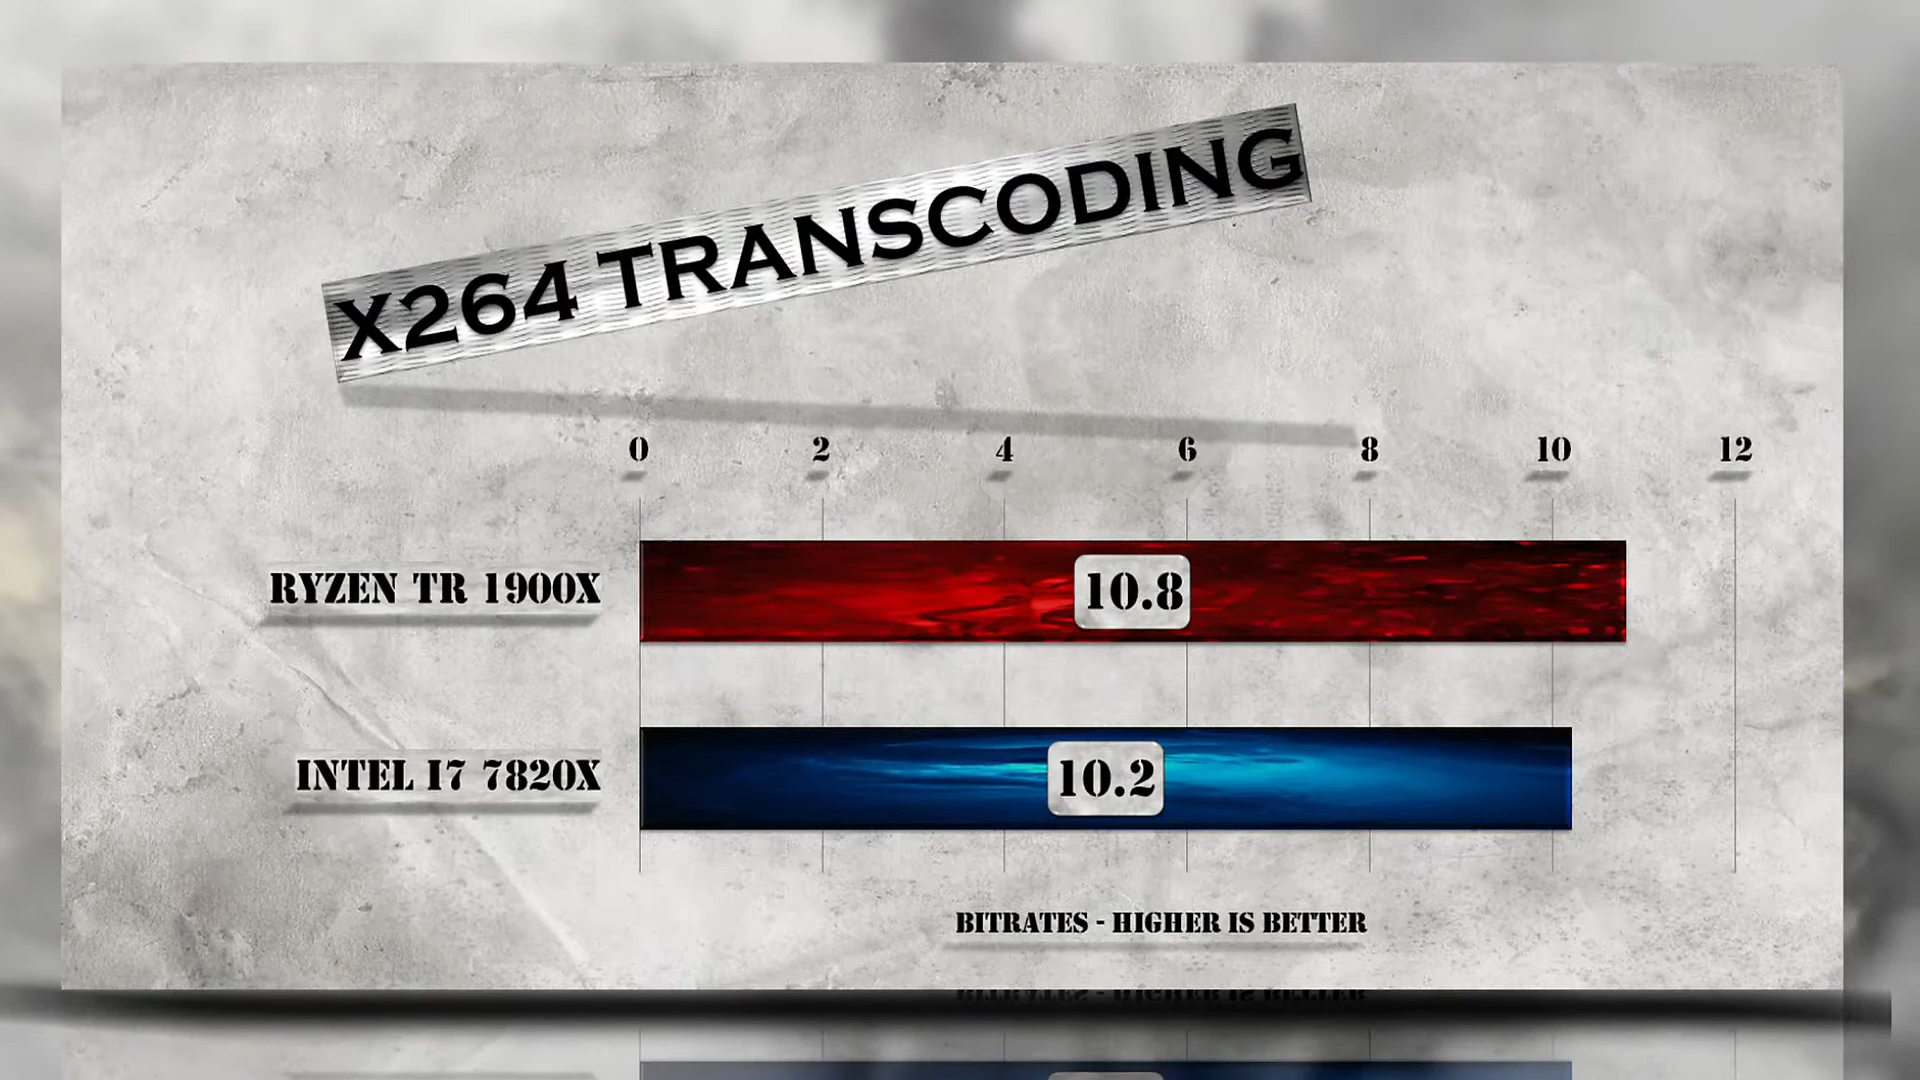 X264 TRANSCODING
0 2 4 6 8 10 12
RYZEN TR 1900X 10.8
INTEL I7 7820X 10.2
BITRATES - HIGHER IS BETTER